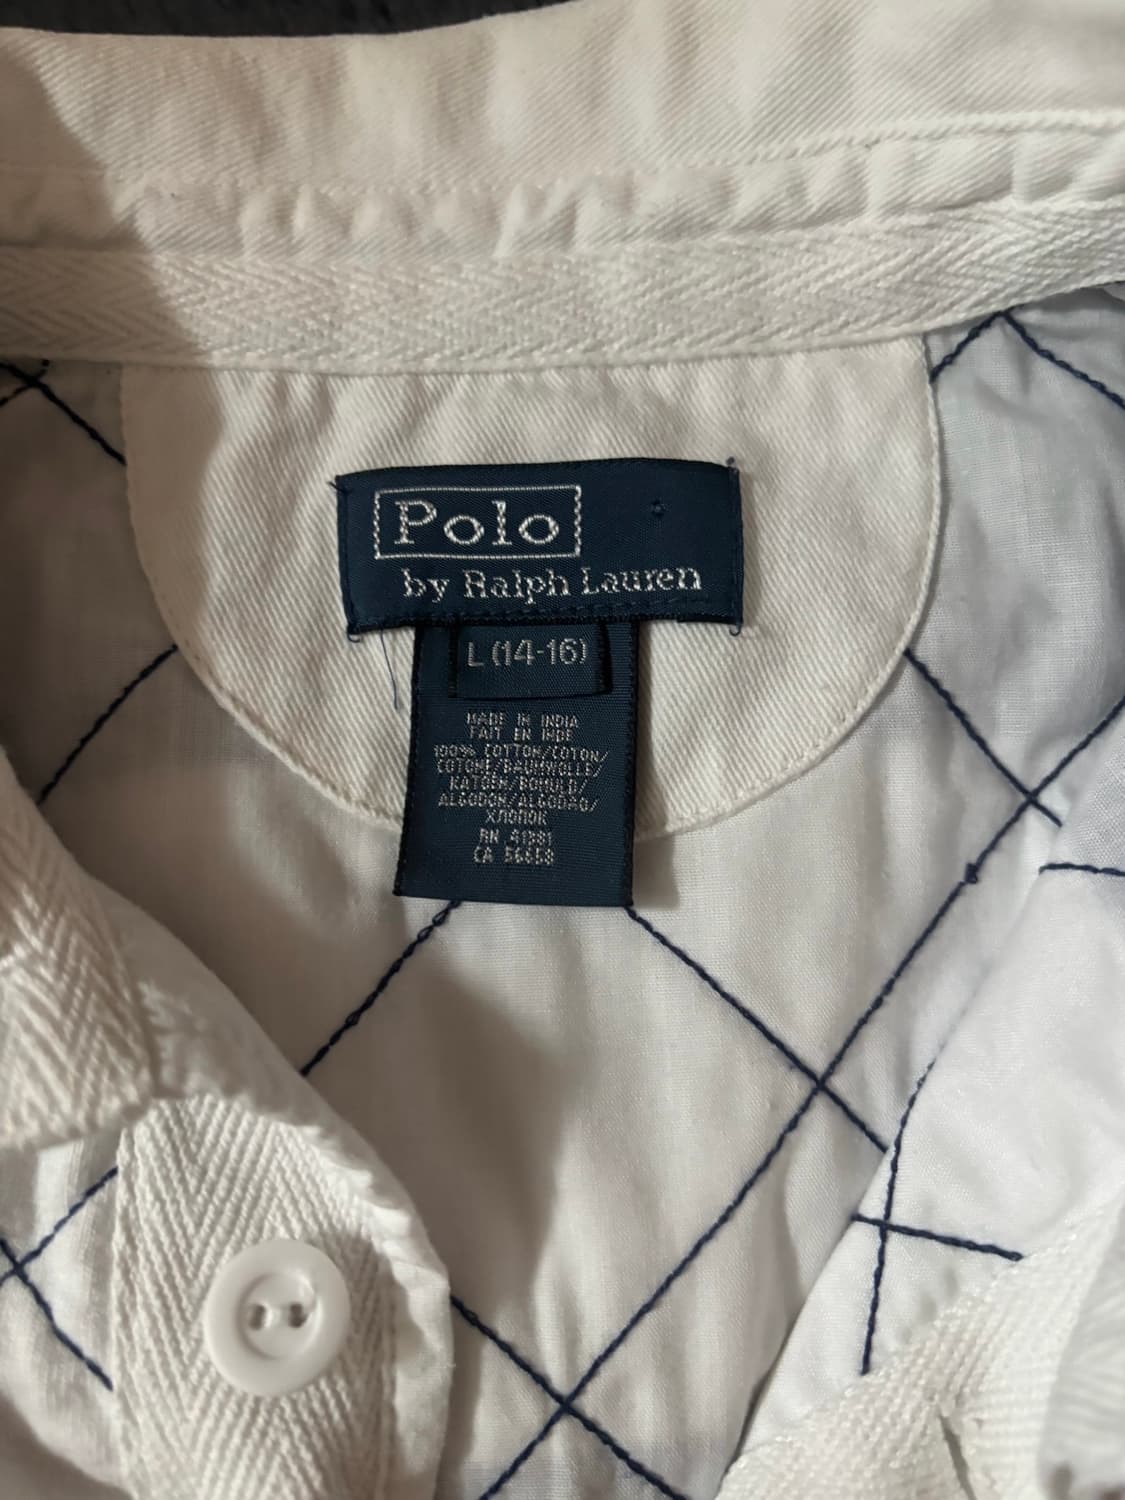 Polo
by Ralph Lauren
L (14-16)
MADE IN INDIA
FAIT EN INDE
100% COTTON/COTON/
COTONE/BAUMWOLLE/
KATOEN/BOMULD/
ALGODON/ALGODAO/
ХЛОПОК
RN 41381
CA 56658